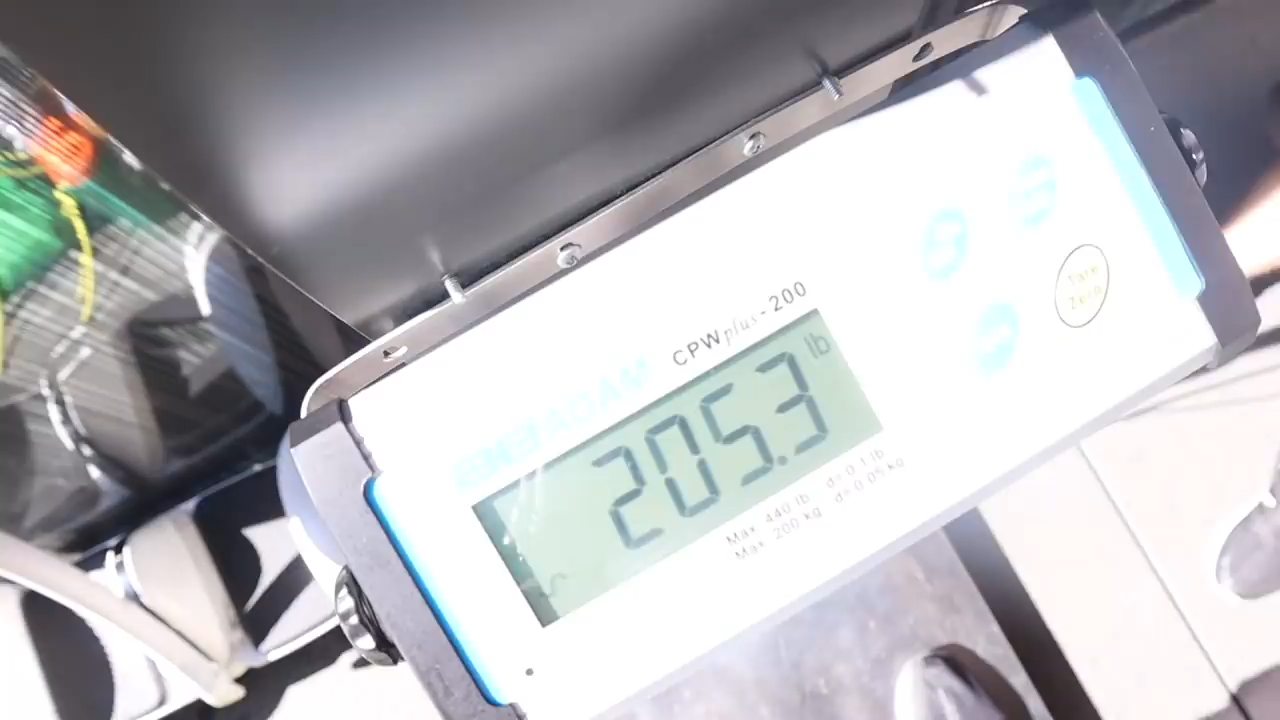 ADAM
CPWplus-200
205.3 lb
Max 440 lb d=0.1 lb
Max 200 kg d=0.05 kg
Tare
Zero